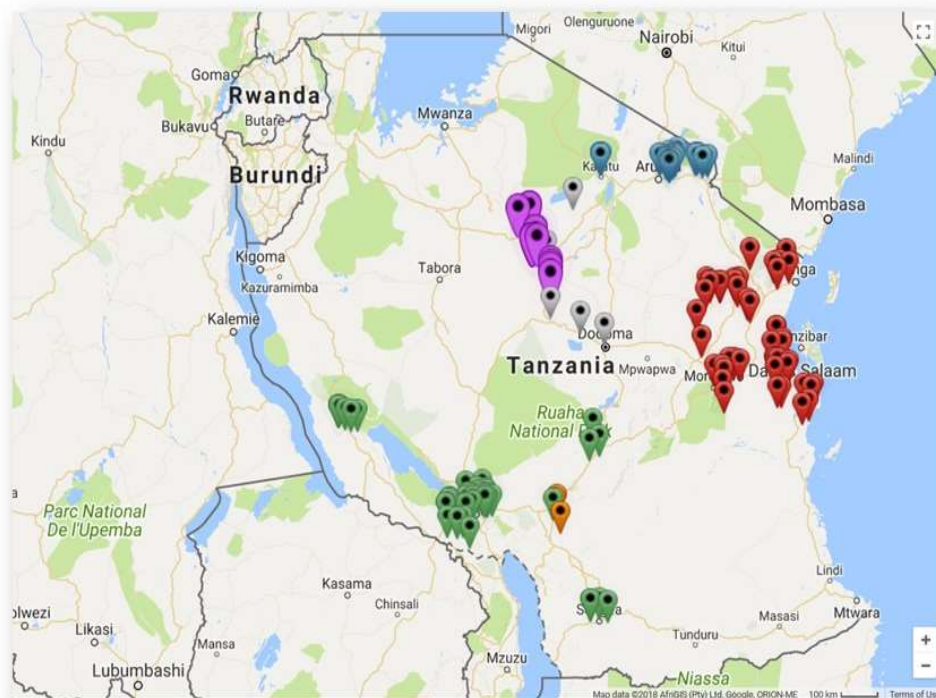 Olenguruone
Migori
Nairobi
Kitui
Goma
Rwanda
Butare
Bukavu
Kindu
Mwanza
Malindi
Burundi
Mombasa
Kigoma
Kazuramimba
Tabora
Kalemie
Dodoma
Tanzania
Mpwapwa
Ruaha
National Park
Parc National
De l'Upemba
Kasama
Chinsali
Lindi
Mtwara
Masasi
Tunduru
olwezi
Likasi
Mansa
Lubumbashi
Mzuzu
Niassa
+
−
Map data ©2018 AfriGIS (Pty) Ltd, Google, ORION-ME
100 km
Terms of Us